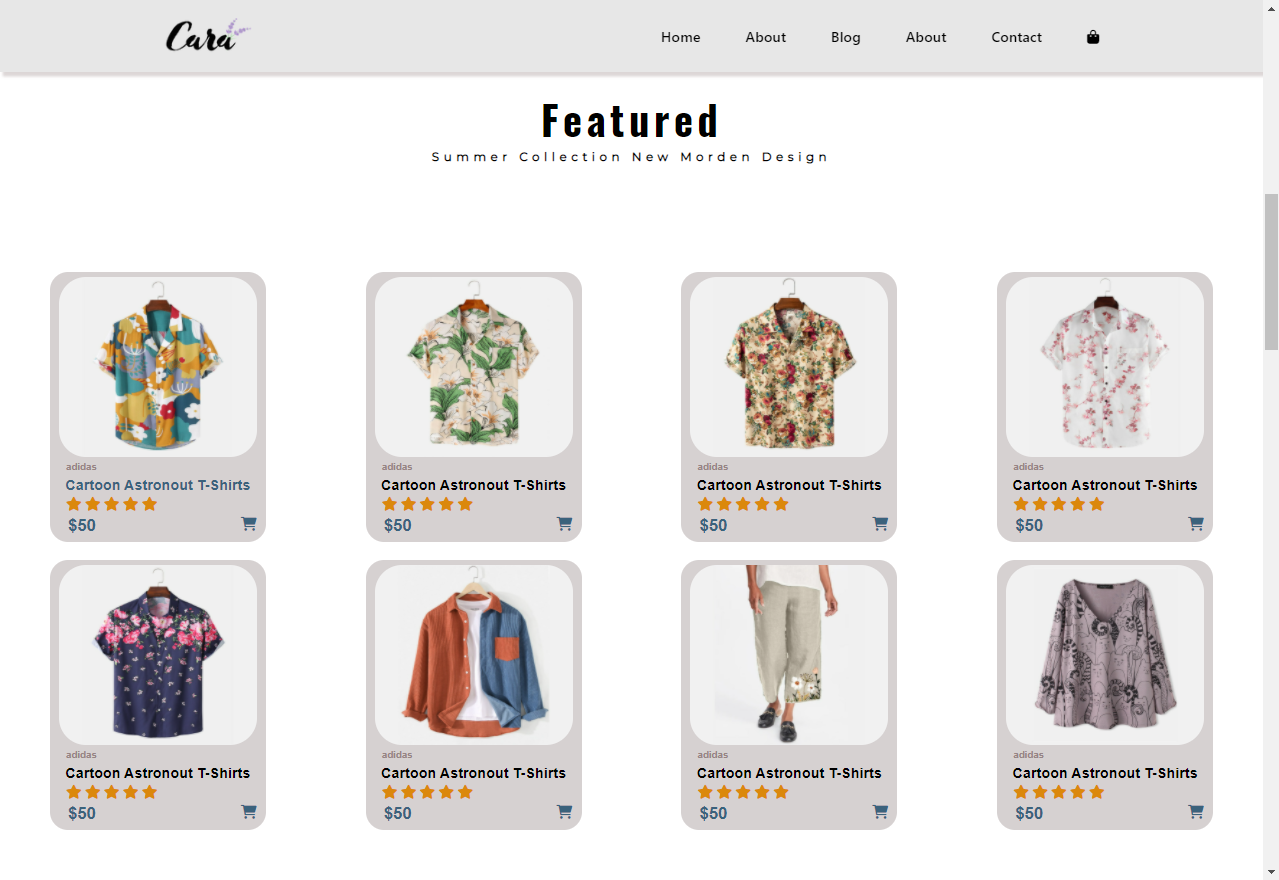 Cara
Home About Blog About Contact
Featured
Summer Collection New Morden Design
adidas
Cartoon Astronout T-Shirts
$50
adidas
Cartoon Astronout T-Shirts
$50
adidas
Cartoon Astronout T-Shirts
$50
adidas
Cartoon Astronout T-Shirts
$50
adidas
Cartoon Astronout T-Shirts
$50
adidas
Cartoon Astronout T-Shirts
$50
adidas
Cartoon Astronout T-Shirts
$50
adidas
Cartoon Astronout T-Shirts
$50